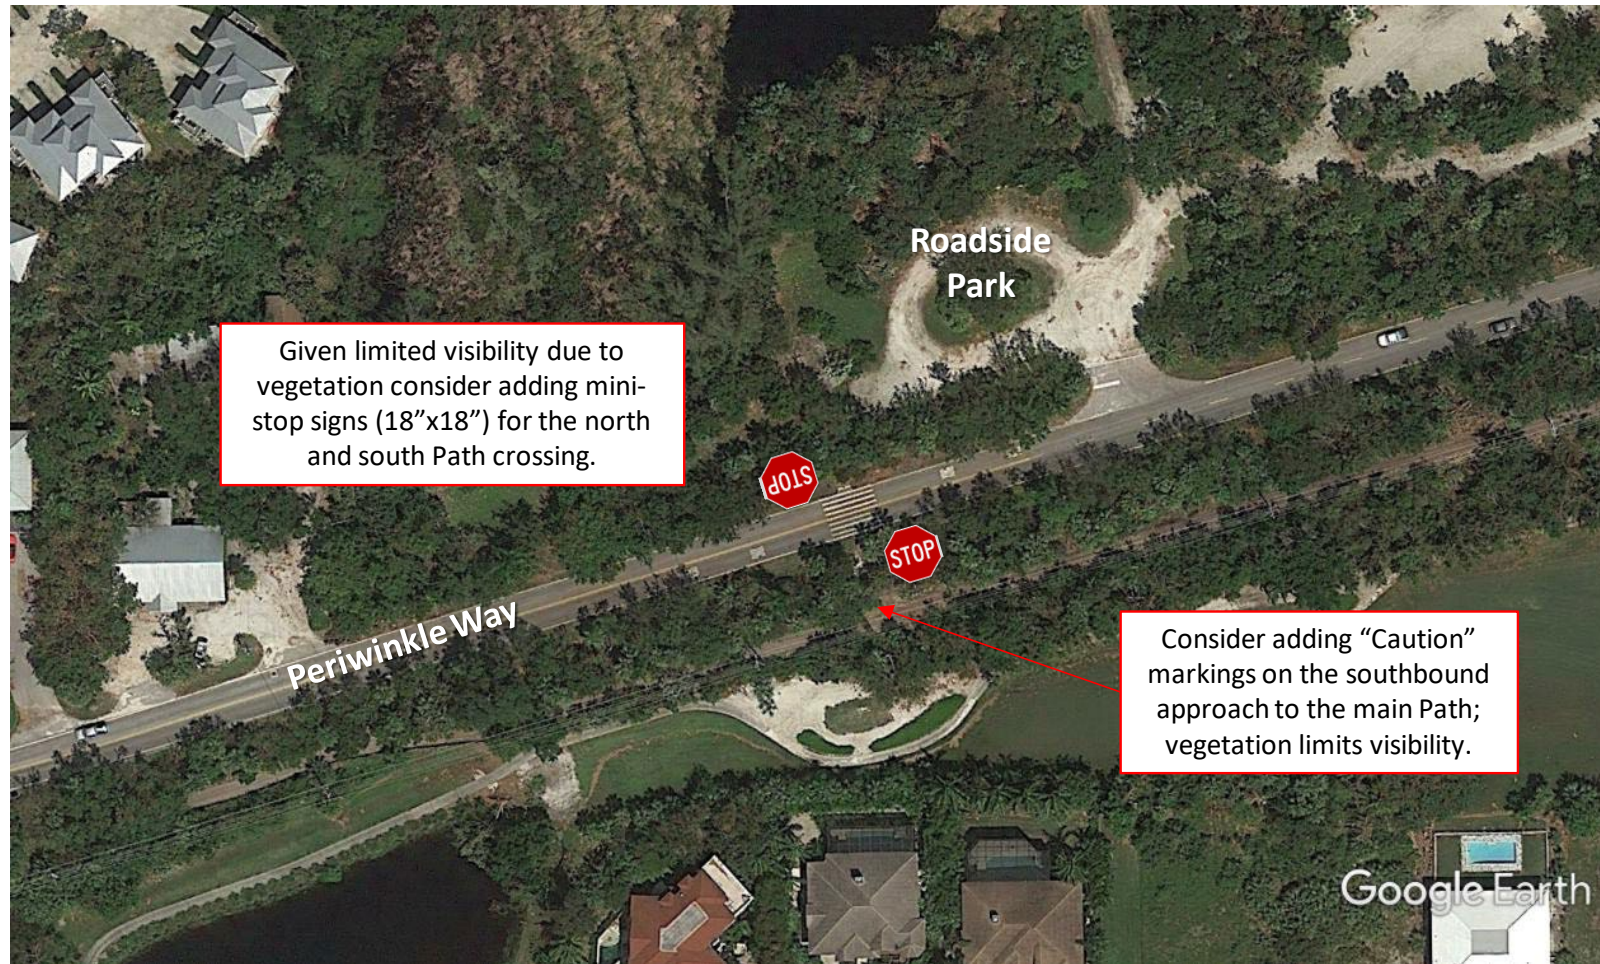 Roadside
Park
Given limited visibility due to
vegetation consider adding mini-
stop signs (18”x18”) for the north
and south Path crossing.
STOP
STOP
Periwinkle Way
Consider adding “Caution”
markings on the southbound
approach to the main Path;
vegetation limits visibility.
Google Earth